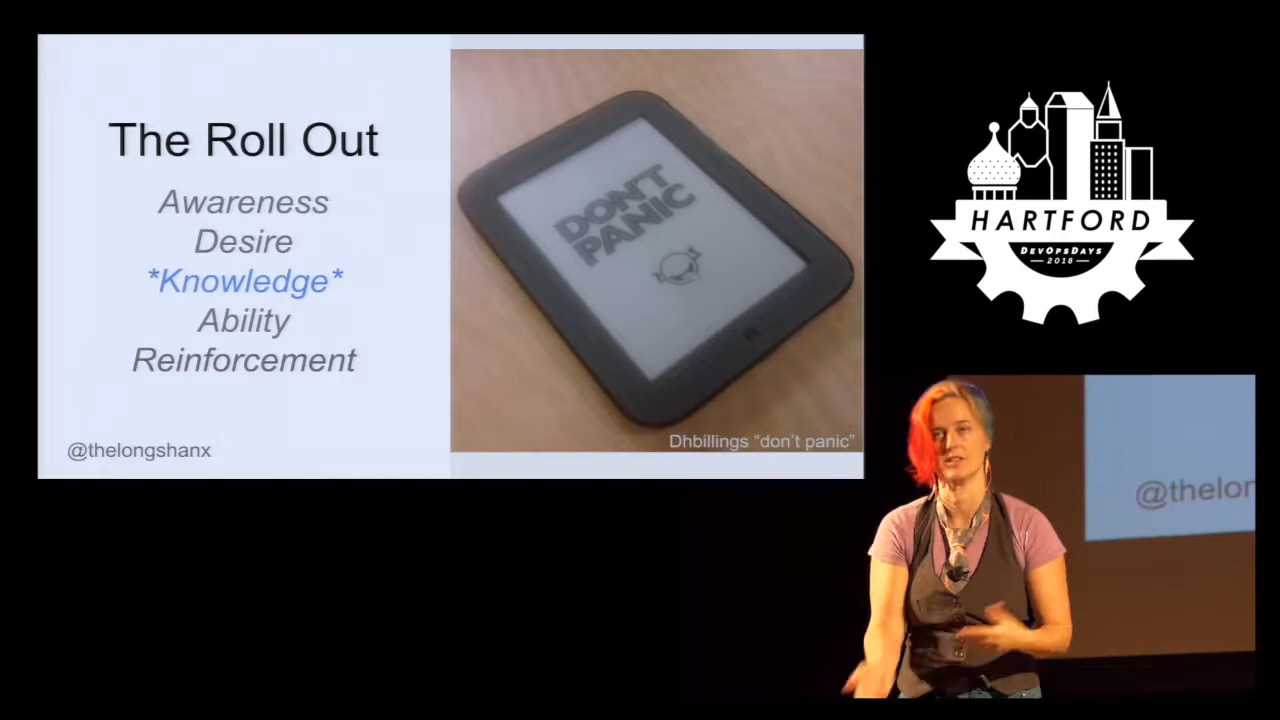 The Roll Out
Awareness
Desire
*Knowledge*
Ability
Reinforcement
@thelongshanx
DON'T
PANIC
Dhbillings “don’t panic”
HARTFORD
DevOpsDays
2018
@thelon